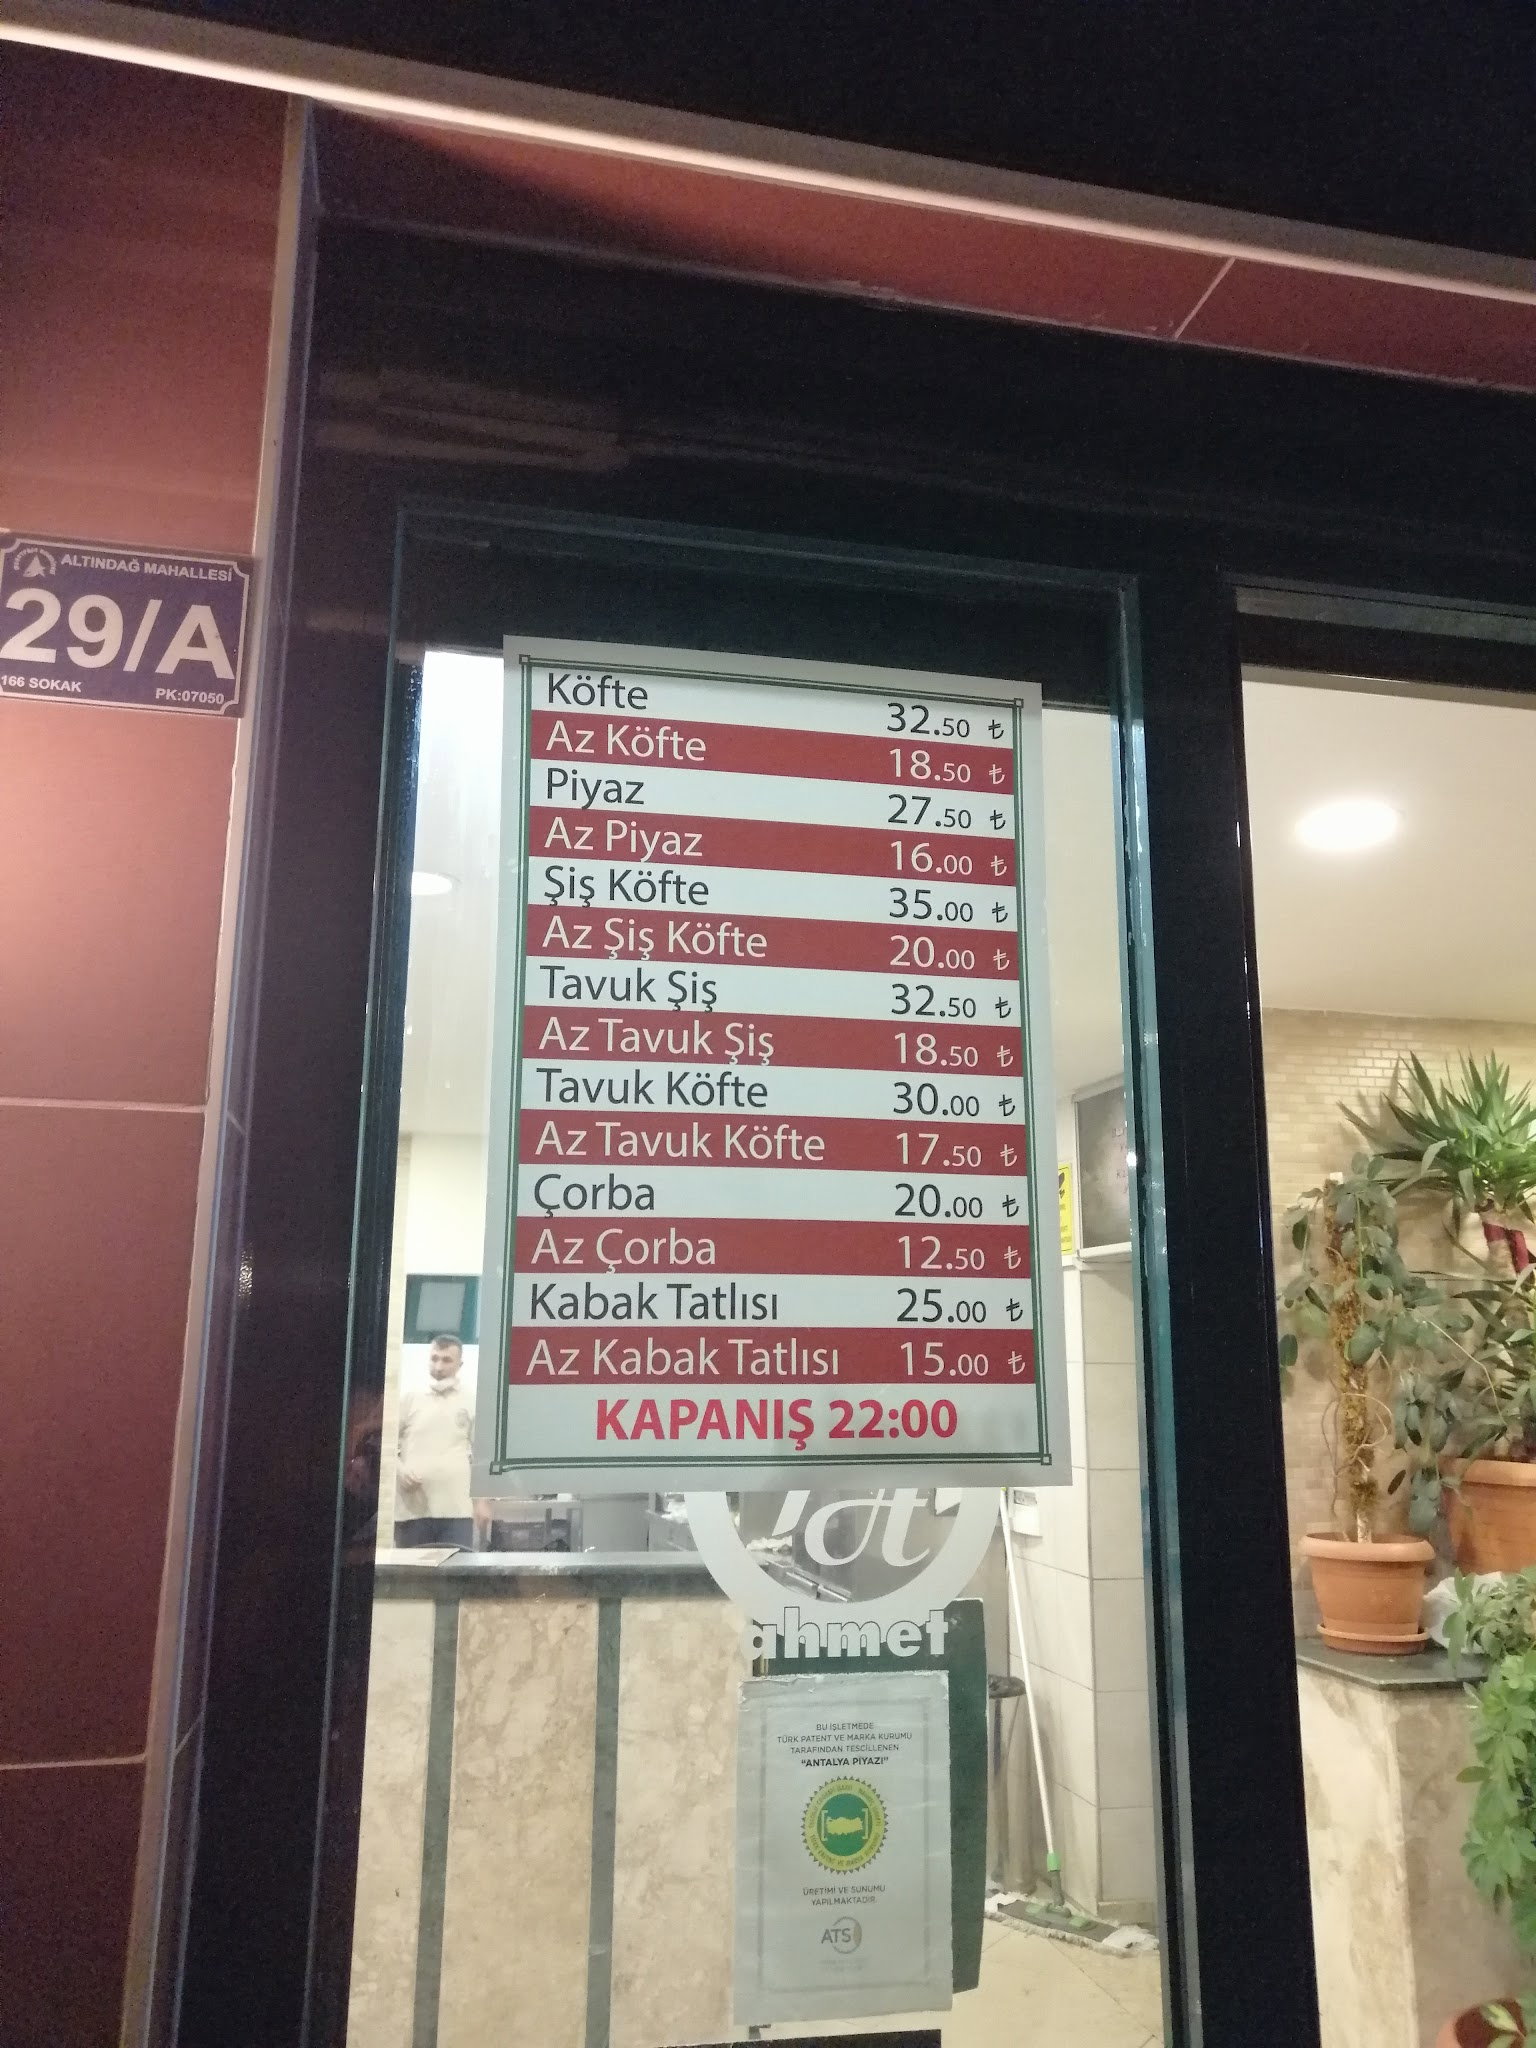 ALTINDAĞ MAHALLESİ
29/A
166 SOKAK PK:07050
Köfte 32.50 ₺
Az Köfte 18.50 ₺
Piyaz 27.50 ₺
Az Piyaz 16.00 ₺
Şiş Köfte 35.00 ₺
Az Şiş Köfte 20.00 ₺
Tavuk Şiş 32.50 ₺
Az Tavuk Şiş 18.50 ₺
Tavuk Köfte 30.00 ₺
Az Tavuk Köfte 17.50 ₺
Çorba 20.00 ₺
Az Çorba 12.50 ₺
Kabak Tatlısı 25.00 ₺
Az Kabak Tatlısı 15.00 ₺
KAPANIŞ 22:00
ahmet
BU İŞLETMEDE
TÜRK PATENT VE MARKA KURUMU
TARAFINDAN TESCİLLENEN
"ANTALYA PİYAZI"
ÜRETİMİ VE SUNUMU
YAPILMAKTADIR.
ATS